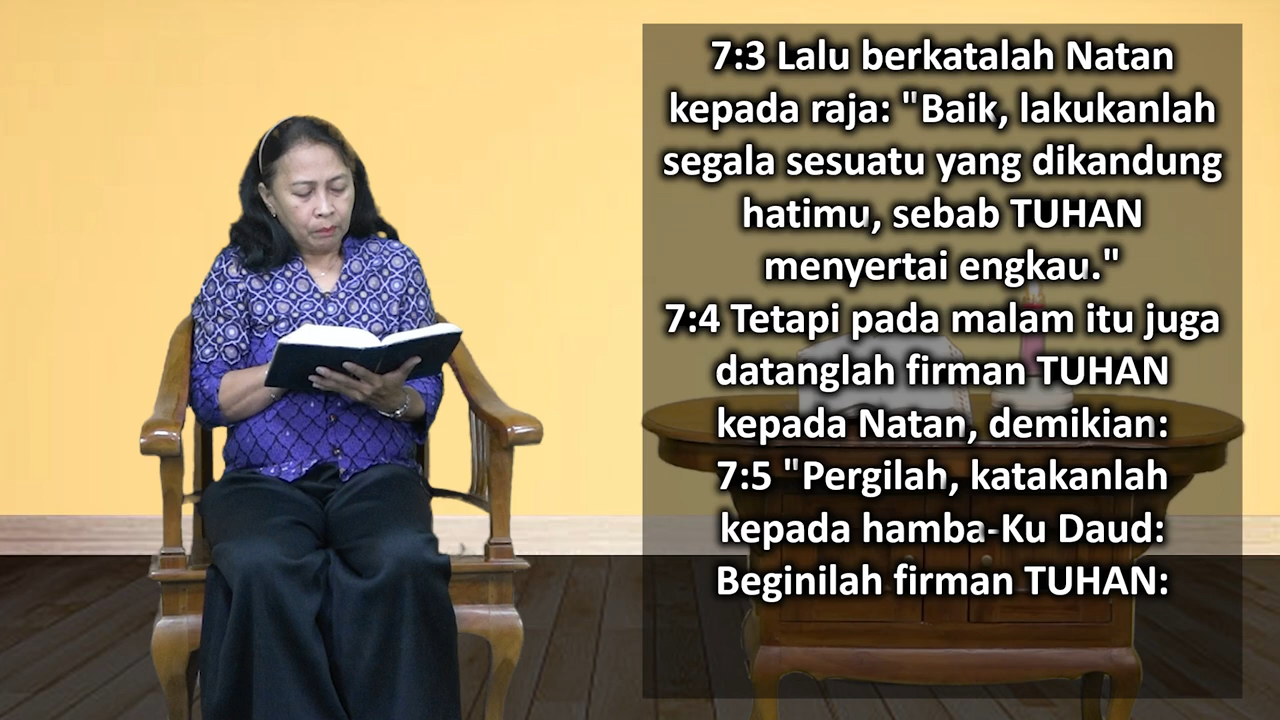 7:3 Lalu berkatalah Natan
kepada raja: "Baik, lakukanlah
segala sesuatu yang dikandung
hatimu, sebab TUHAN
menyertai engkau."
7:4 Tetapi pada malam itu juga
datanglah firman TUHAN
kepada Natan, demikian:
7:5 "Pergilah, katakanlah
kepada hamba-Ku Daud:
Beginilah firman TUHAN: